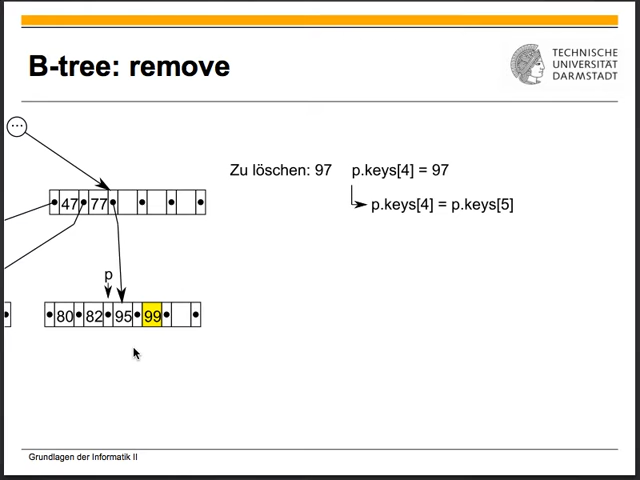 B-tree: remove
TECHNISCHE
UNIVERSITÄT
DARMSTADT
...
Zu löschen: 97 p.keys[4] = 97
p.keys[4] = p.keys[5]
47 77
p
80 82 95 99
Grundlagen der Informatik II